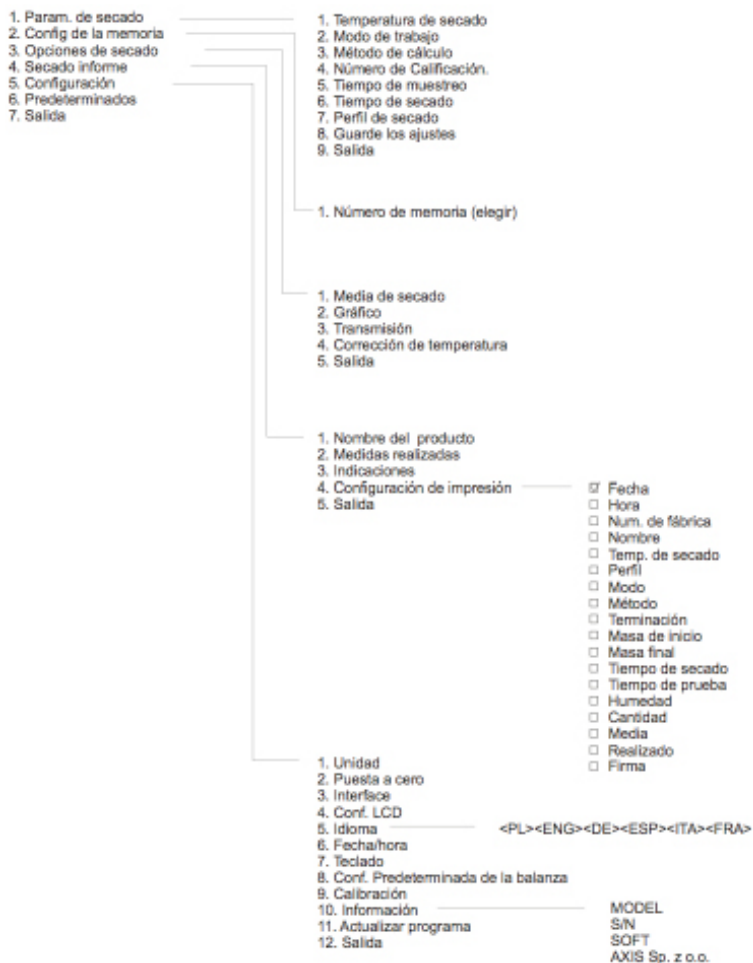 1. Param. de secado
2. Config de la memoria
3. Opciones de secado
4. Secado informe
5. Configuración
6. Predeterminados
7. Salida
1. Temperatura de secado
2. Modo de trabajo
3. Método de cálculo
4. Número de Calificación.
5. Tiempo de muestreo
6. Tiempo de secado
7. Perfil de secado
8. Guarde los ajustes
9. Salida
1. Número de memoria (elegir)
1. Media de secado
2. Gráfico
3. Transmisión
4. Corrección de temperatura
5. Salida
1. Nombre del producto
2. Medidas realizadas
3. Indicaciones
4. Configuración de impresión
5. Salida
☑ Fecha
☐ Hora
☐ Num. de fábrica
☐ Nombre
☐ Temp. de secado
☐ Perfil
☐ Modo
☐ Método
☐ Terminación
☐ Masa de inicio
☐ Masa final
☐ Tiempo de secado
☐ Tiempo de prueba
☐ Humedad
☐ Cantidad
☐ Media
☐ Realizado
☐ Firma
1. Unidad
2. Puesta a cero
3. Interface
4. Conf. LCD
5. Idioma
<PL><ENG><DE><ESP><ITA><FRA>
6. Fecha/hora
7. Teclado
8. Conf. Predeterminada de la balanza
9. Calibración
10. Información
11. Actualizar programa
12. Salida
MODEL
S/N
SOFT
AXIS Sp. z o.o.